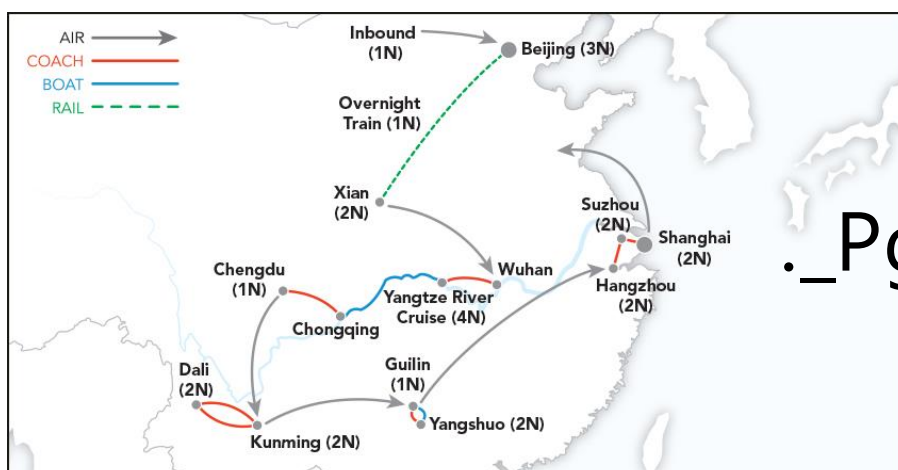 AIR
COACH
BOAT
RAIL
Inbound
(1N)
Beijing (3N)
Overnight
Train (1N)
Xian
(2N)
Suzhou
(2N)
Shanghai
(2N)
Hangzhou
(2N)
Wuhan
Chengdu
(1N)
Yangtze River
Cruise (4N)
Chongqing
Dali
(2N)
Guilin
(1N)
Yangshuo (2N)
Kunming (2N)